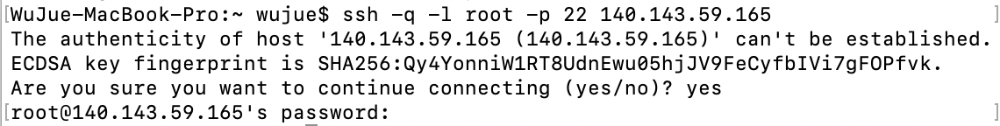 [WuJue-MacBook-Pro:~ wujue$ ssh -q -l root -p 22 140.143.59.165 ]
The authenticity of host '140.143.59.165 (140.143.59.165)' can't be established.
ECDSA key fingerprint is SHA256:Qy4YonniW1RT8UdnEwu05hjJV9FeCyfbIVi7gFOPfvk.
Are you sure you want to continue connecting (yes/no)? yes
[root@140.143.59.165's password: ]